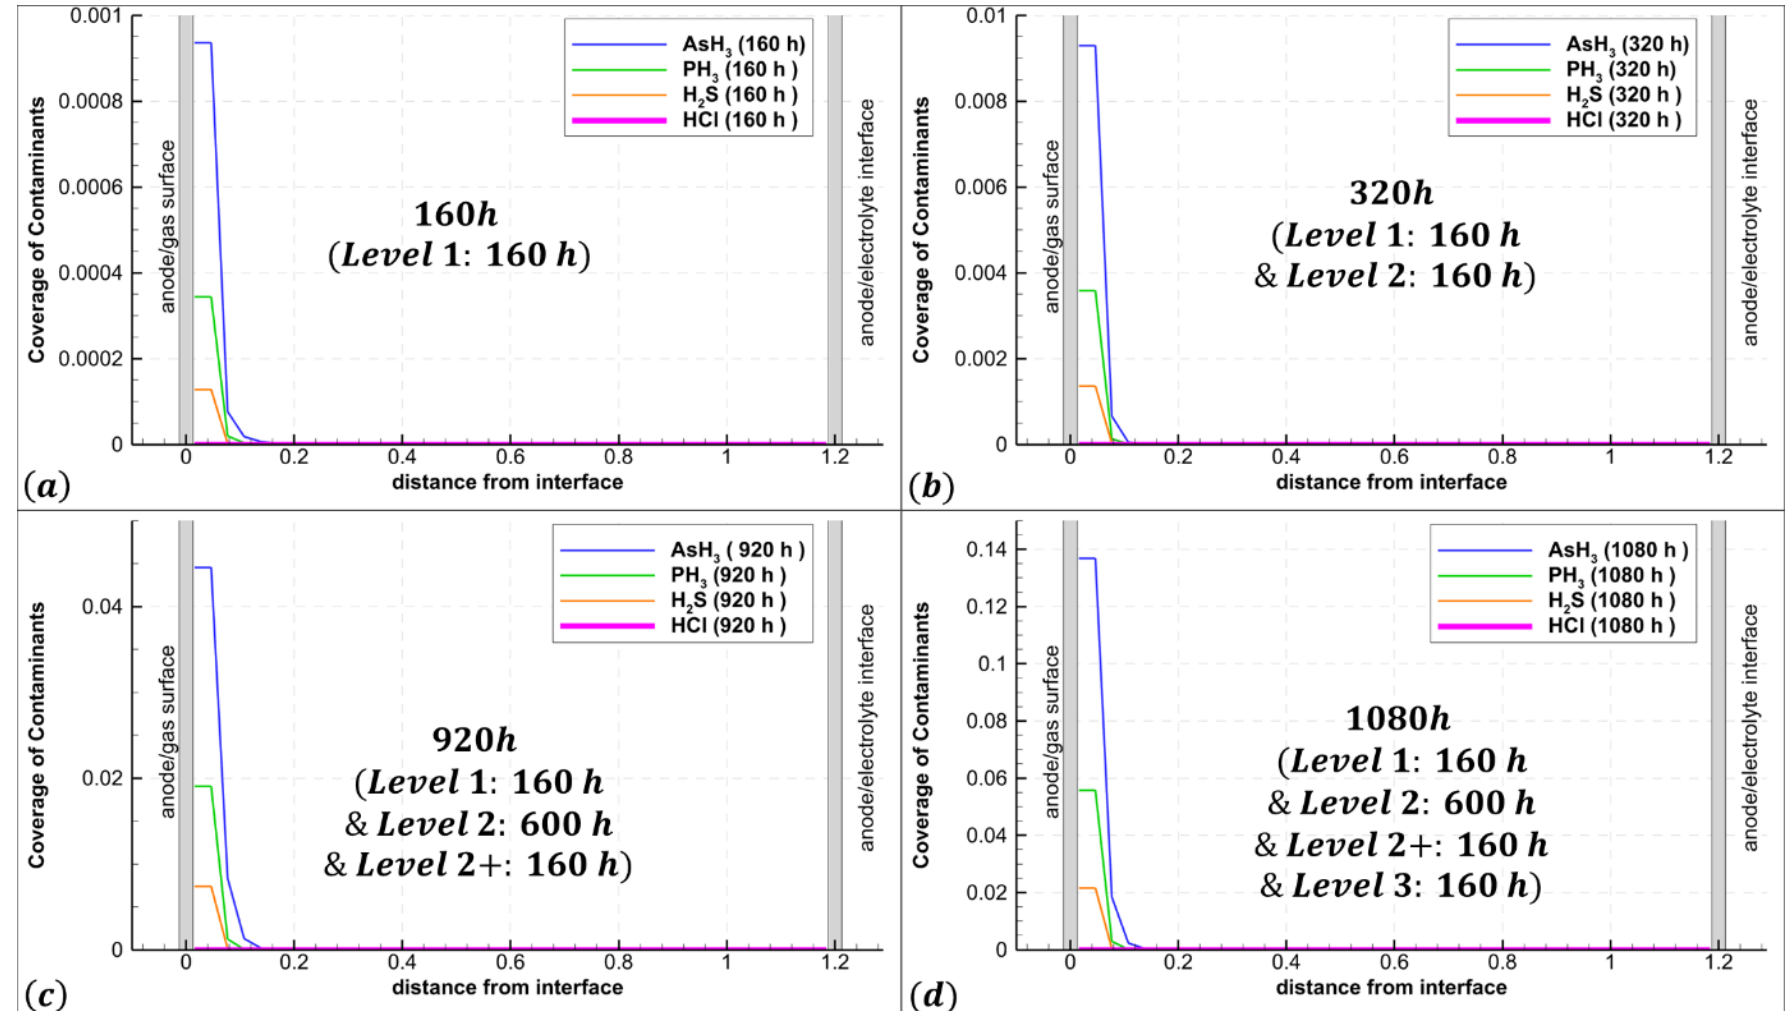 0.001
0.0008
0.0006
0.0004
0.0002
0
Coverage of Contaminants
anode/gas surface
AsH₃ (160 h)
PH₃ (160 h )
H₂S (160 h )
HCl (160 h )
160h
(Level 1: 160 h)
anode/electrolyte interface
0 0.2 0.4 0.6 0.8 1 1.2
distance from interface
(a)
0.01
0.008
0.006
0.004
0.002
0
Coverage of Contaminants
anode/gas surface
AsH₃ (320 h)
PH₃ (320 h)
H₂S (320 h )
HCl (320 h )
320h
(Level 1: 160 h
& Level 2: 160 h)
anode/electrolyte interface
0 0.2 0.4 0.6 0.8 1 1.2
distance from interface
(b)
0.04
0.02
0
Coverage of Contaminants
anode/gas surface
AsH₃ ( 920 h )
PH₃ (920 h )
H₂S (920 h )
HCl (920 h )
920h
(Level 1: 160 h
& Level 2: 600 h
& Level 2+: 160 h)
anode/electrolyte interface
0 0.2 0.4 0.6 0.8 1 1.2
distance from interface
(c)
0.14
0.12
0.1
0.08
0.06
0.04
0.02
0
Coverage of Contaminants
anode/gas surface
AsH₃ (1080 h )
PH₃ (1080 h )
H₂S (1080 h )
HCl (1080 h )
1080h
(Level 1: 160 h
& Level 2: 600 h
& Level 2+: 160 h
& Level 3: 160 h)
anode/electrolyte interface
0 0.2 0.4 0.6 0.8 1 1.2
distance from interface
(d)